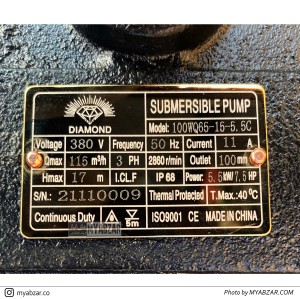 DIAMOND
SUBMERSIBLE PUMP
Model: 100WQ65-15-5.5C
Voltage 380 V Frequency 50 Hz Current 11 A
Qmax 115 m³/h 3 PH 2860 r/min Outlet 100mm
Hmax 17 m I.CL.F IP 68 Power 5.5 kW 7.5 HP
S/N.: 21110009 Thermal Protected T.Max.:40°C
MYABZAR
Continuous Duty 5m ISO9001 CE MADE IN CHINA
myabzar.co
Photo by MYABZAR.COM